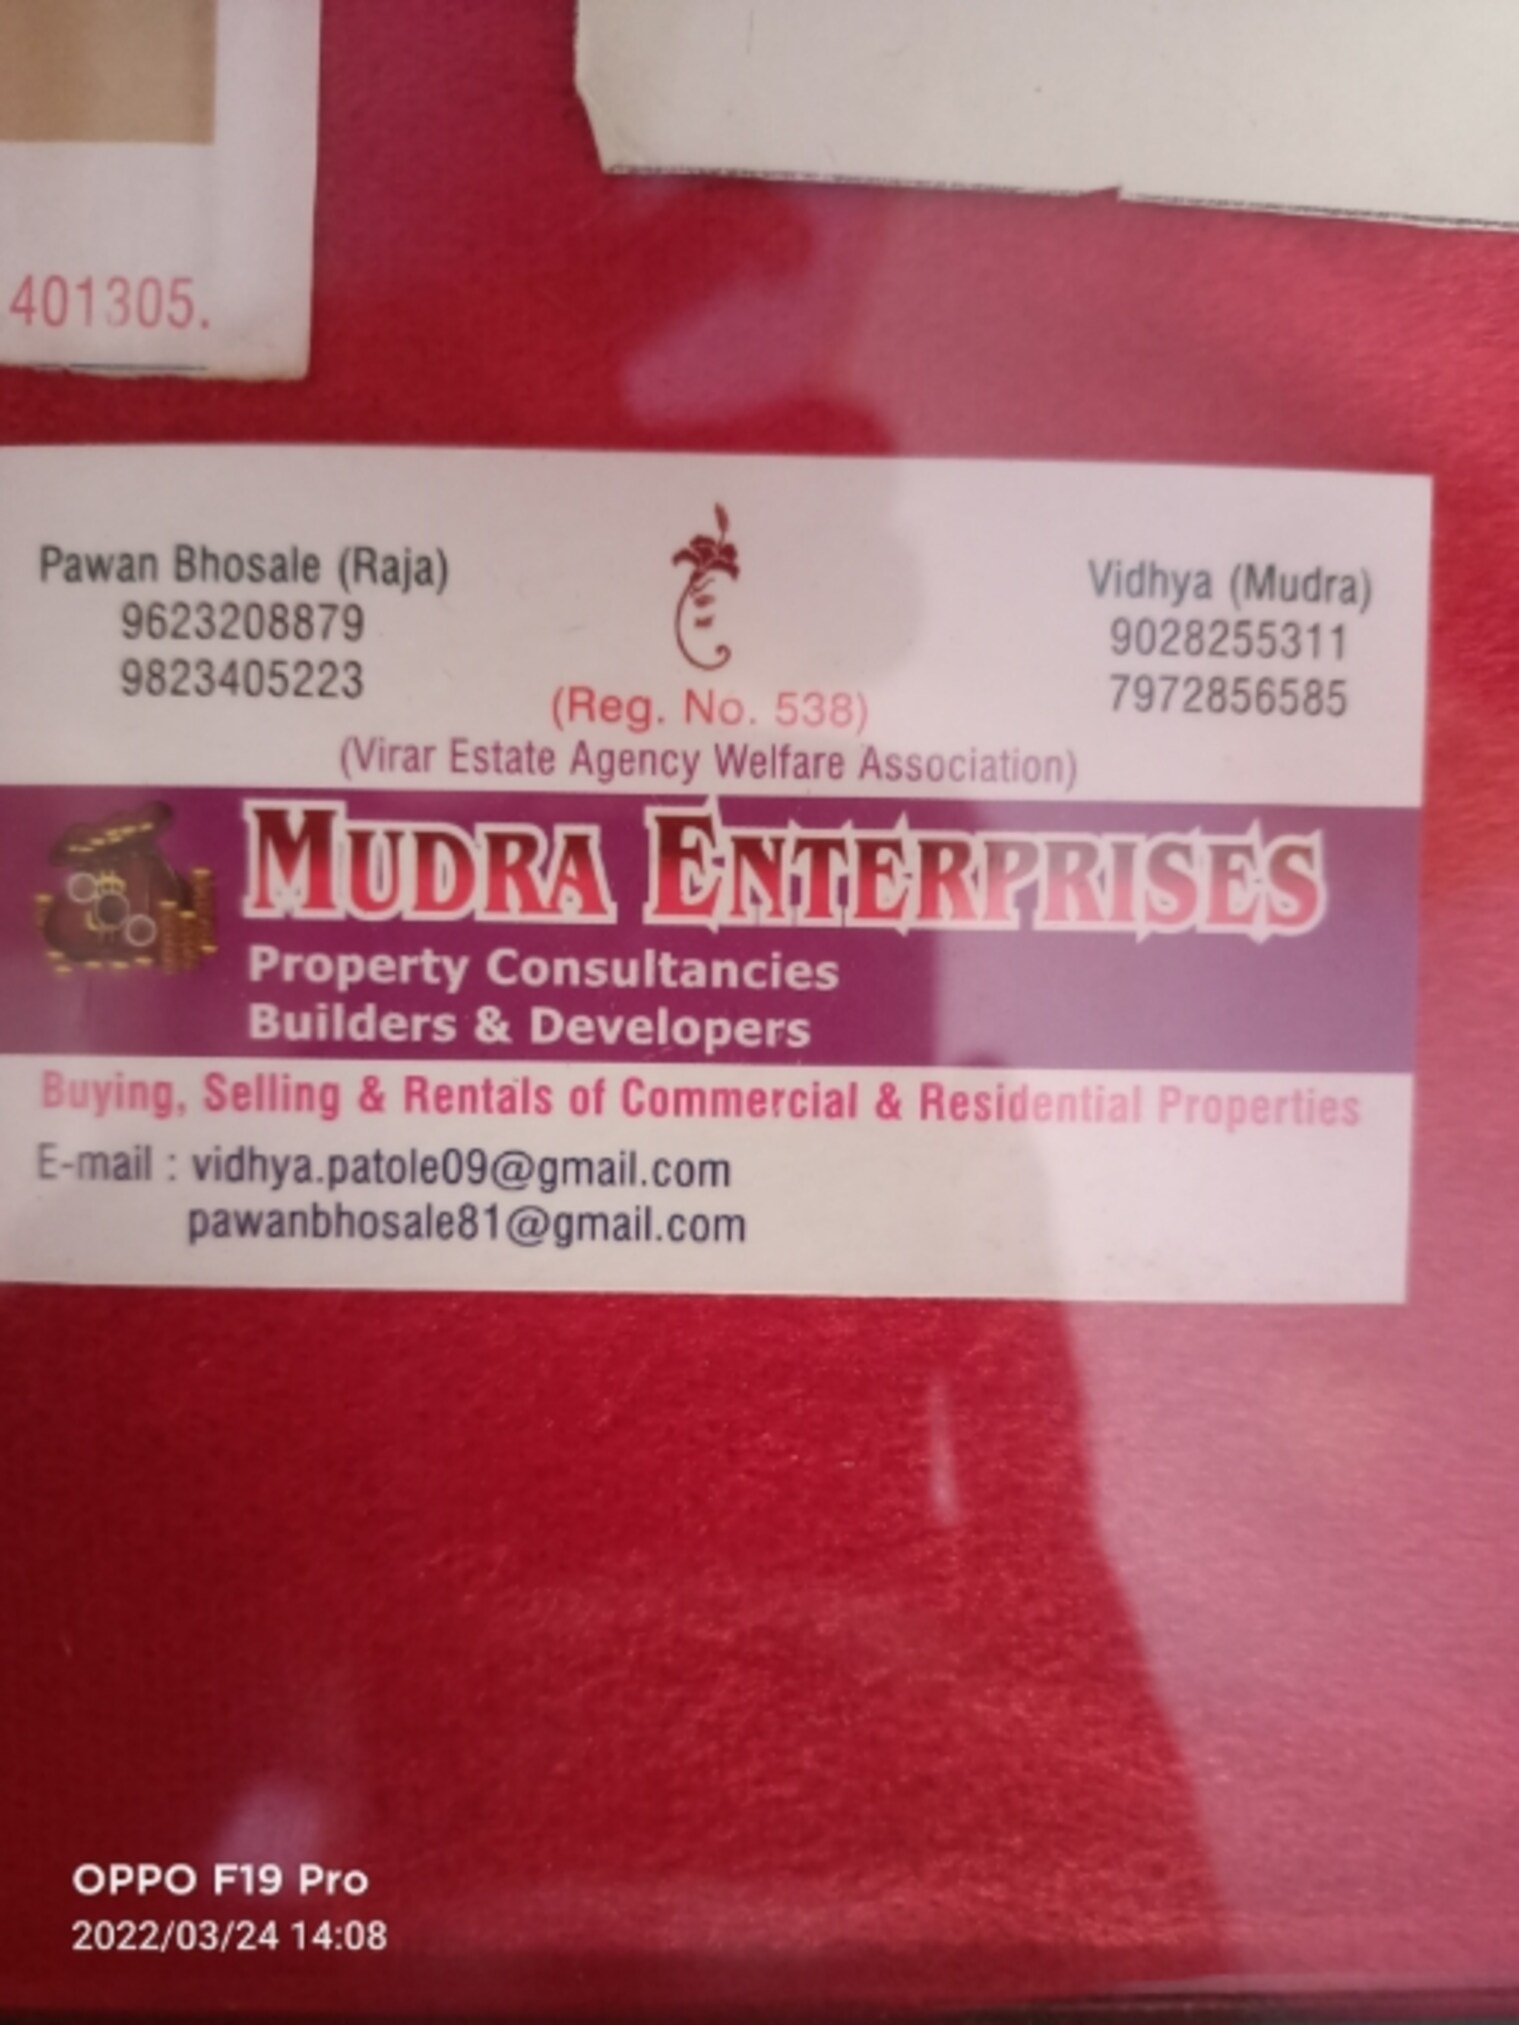 401305.
Pawan Bhosale (Raja)
9623208879
9823405223
Vidhya (Mudra)
9028255311
7972856585
(Reg. No. 538)
(Virar Estate Agency Welfare Association)
MUDRA ENTERPRISES
Property Consultancies
Builders & Developers
Buying, Selling & Rentals of Commercial & Residential Properties
E-mail : vidhya.patole09@gmail.com
pawanbhosale81@gmail.com
OPPO F19 Pro
2022/03/24 14:08